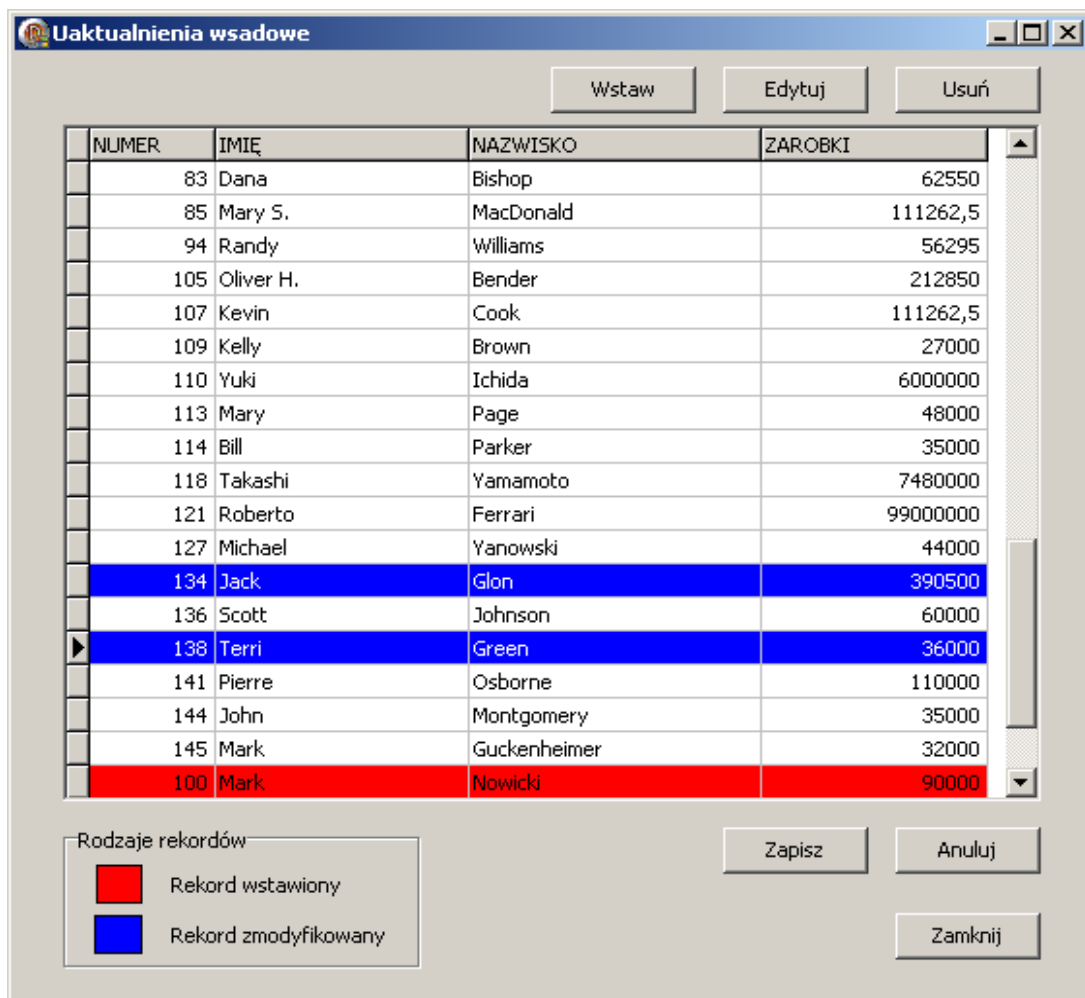 Uaktualnienia wsadowe
Wstaw Edytuj Usuń
NUMER IMIĘ NAZWISKO ZAROBKI
83 Dana Bishop 62550
85 Mary S. MacDonald 111262,5
94 Randy Williams 56295
105 Oliver H. Bender 212850
107 Kevin Cook 111262,5
109 Kelly Brown 27000
110 Yuki Ichida 6000000
113 Mary Page 48000
114 Bill Parker 35000
118 Takashi Yamamoto 7480000
121 Roberto Ferrari 99000000
127 Michael Yanowski 44000
134 Jack Glon 390500
136 Scott Johnson 60000
138 Terri Green 36000
141 Pierre Osborne 110000
144 John Montgomery 35000
145 Mark Guckenheimer 32000
100 Mark Nowicki 90000
Rodzaje rekordów
Rekord wstawiony
Rekord zmodyfikowany
Zapisz Anuluj
Zamknij